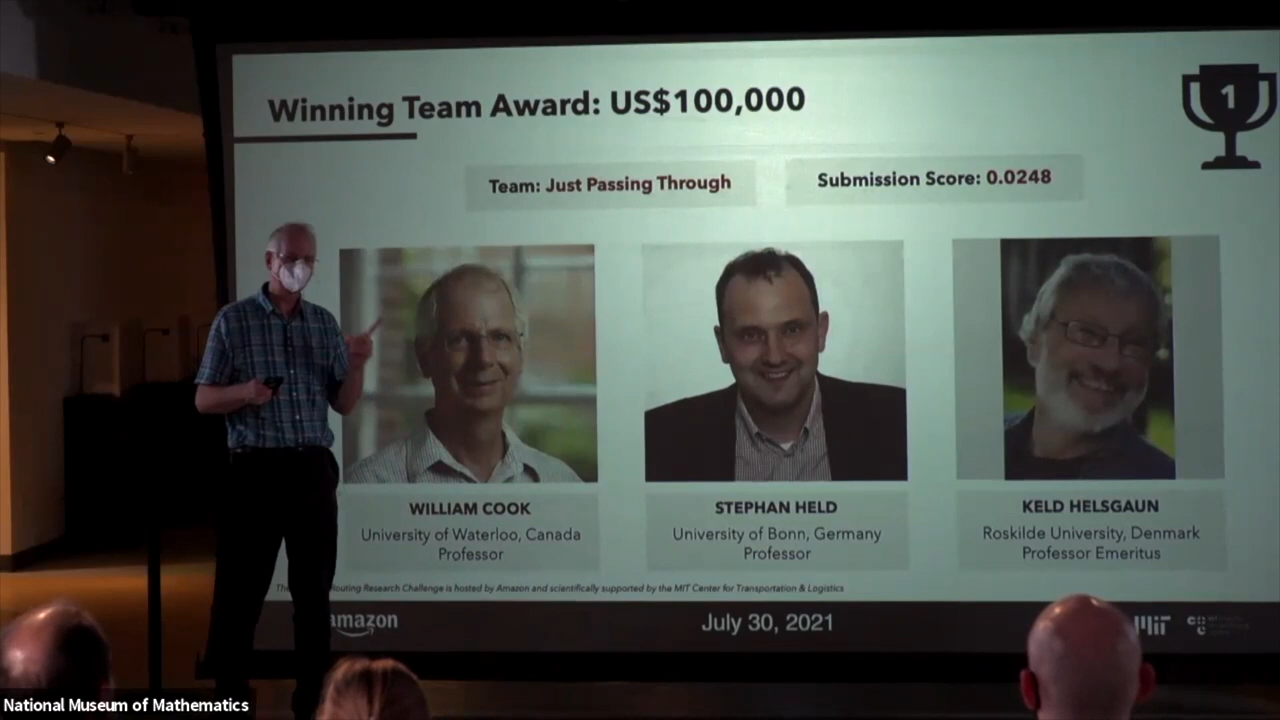 Winning Team Award: US$100,000
1
Team: Just Passing Through
Submission Score: 0.0248
WILLIAM COOK
University of Waterloo, Canada
Professor
STEPHAN HELD
University of Bonn, Germany
Professor
KELD HELSGAUN
Roskilde University, Denmark
Professor Emeritus
Routing Research Challenge is hosted by Amazon and scientifically supported by the MIT Center for Transportation & Logistics
amazon
July 30, 2021
MIT
National Museum of Mathematics